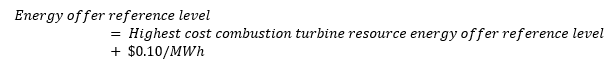 Energy offer reference level
= Highest cost combustion turbine resource energy offer reference level
+ $0.10/MWh